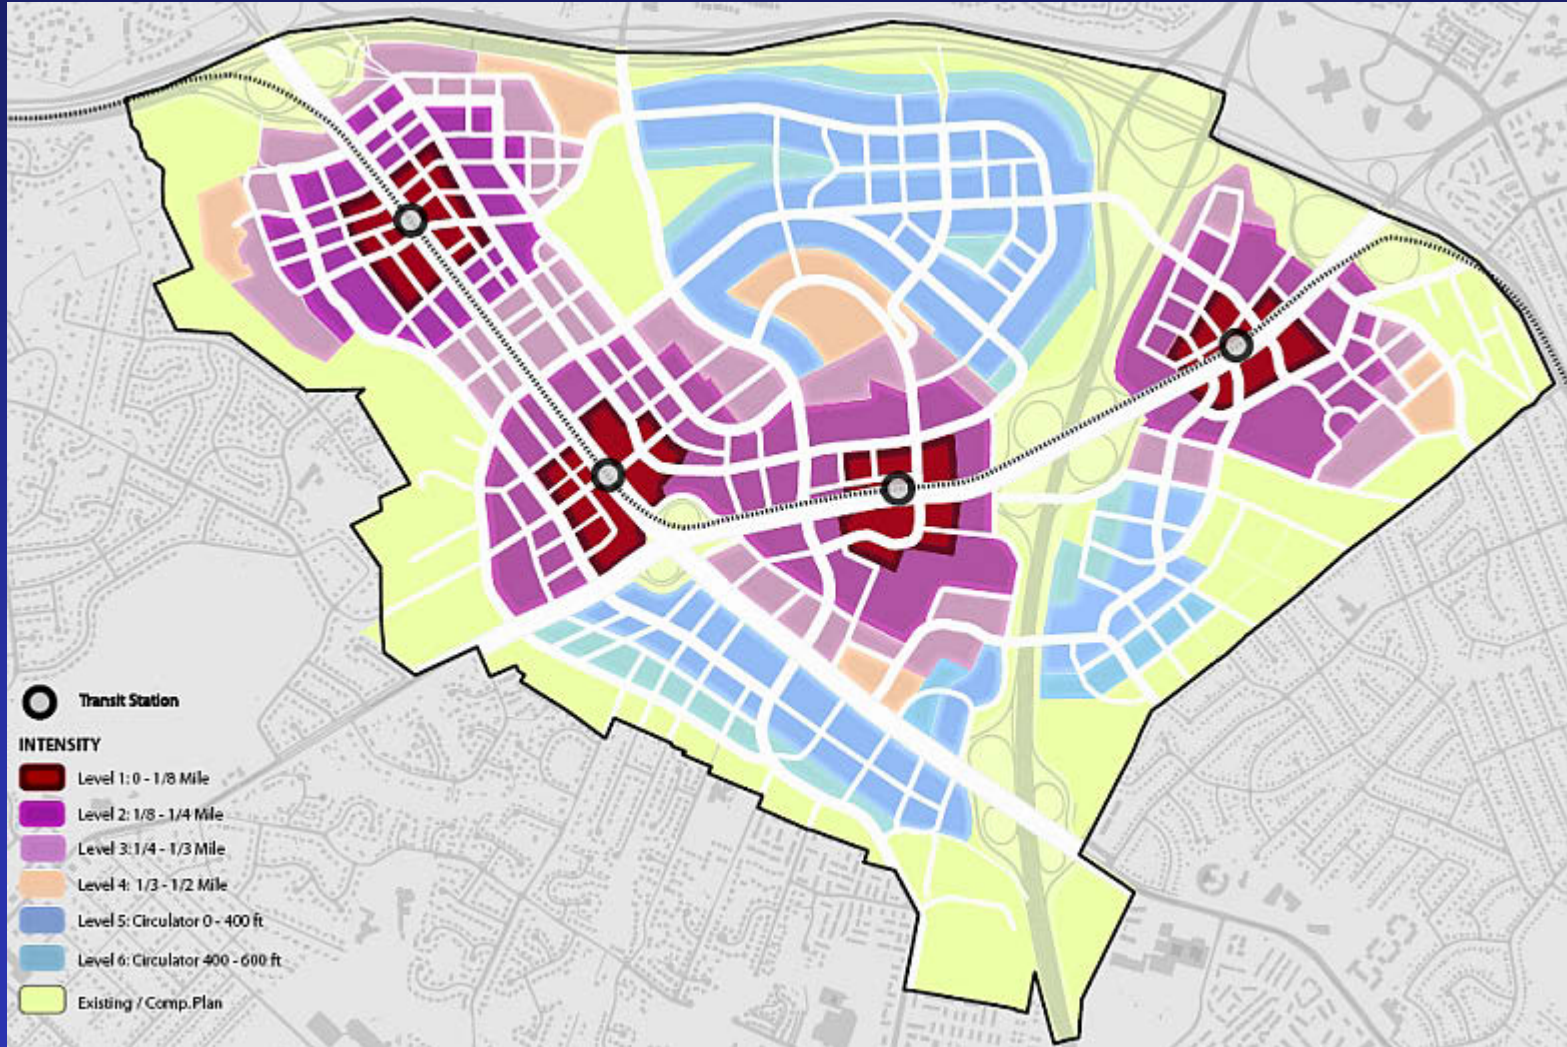 Transit Station
INTENSITY
Level 1: 0 - 1/8 Mile
Level 2: 1/8 - 1/4 Mile
Level 3: 1/4 - 1/3 Mile
Level 4: 1/3 - 1/2 Mile
Level 5: Circulator 0 - 400 ft
Level 6: Circulator 400 - 600 ft
Existing / Comp. Plan